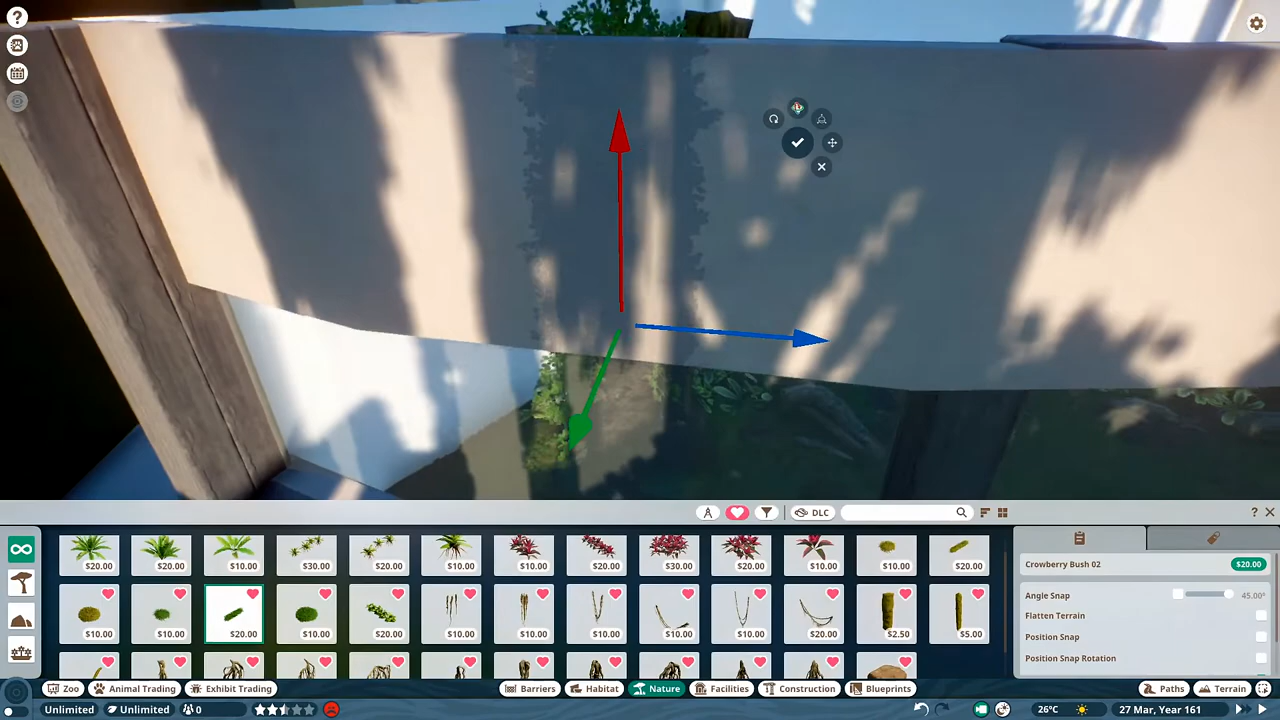 ?
DLC
? ✕
$20.00 $20.00 $10.00 $30.00 $20.00 $10.00 $10.00 $20.00 $30.00 $20.00 $10.00 $10.00 $20.00
$10.00 $10.00 $20.00 $10.00 $20.00 $10.00 $10.00 $10.00 $10.00 $10.00 $20.00 $2.50 $5.00
Crowberry Bush 02 $20.00
Angle Snap 45.00°
Flatten Terrain
Position Snap
Position Snap Rotation
Zoo Animal Trading Exhibit Trading Barriers Habitat Nature Facilities Construction Blueprints Paths Terrain
Unlimited Unlimited 0 26°C 27 Mar, Year 161